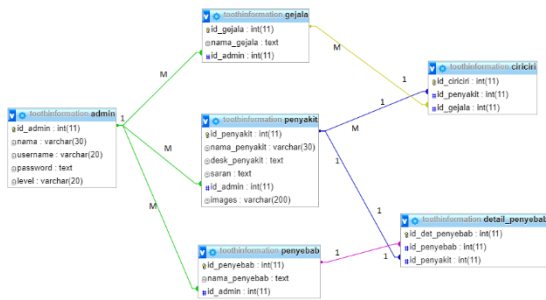 toothinformation gejala
id_gejala : int(11)
nama_gejala : text
id_admin : int(11)
M
M
toothinformation ciriciri
id_ciriciri : int(11)
id_penyakit : int(11)
id_gejala : int(11)
1
M
toothinformation admin
id_admin : int(11)
nama : varchar(30)
username : varchar(20)
password : text
level : varchar(20)
1
M
M
toothinformation penyakit
id_penyakit : int(11)
nama_penyakit : varchar(30)
desk_penyakit : text
saran : text
id_admin : int(11)
images : varchar(200)
1
toothinformation detail_penyebab
id_det_penyebab : int(11)
id_penyebab : int(11)
id_penyakit : int(11)
1
1
toothinformation penyebab
id_penyebab : int(11)
nama_penyebab : text
id_admin : int(11)